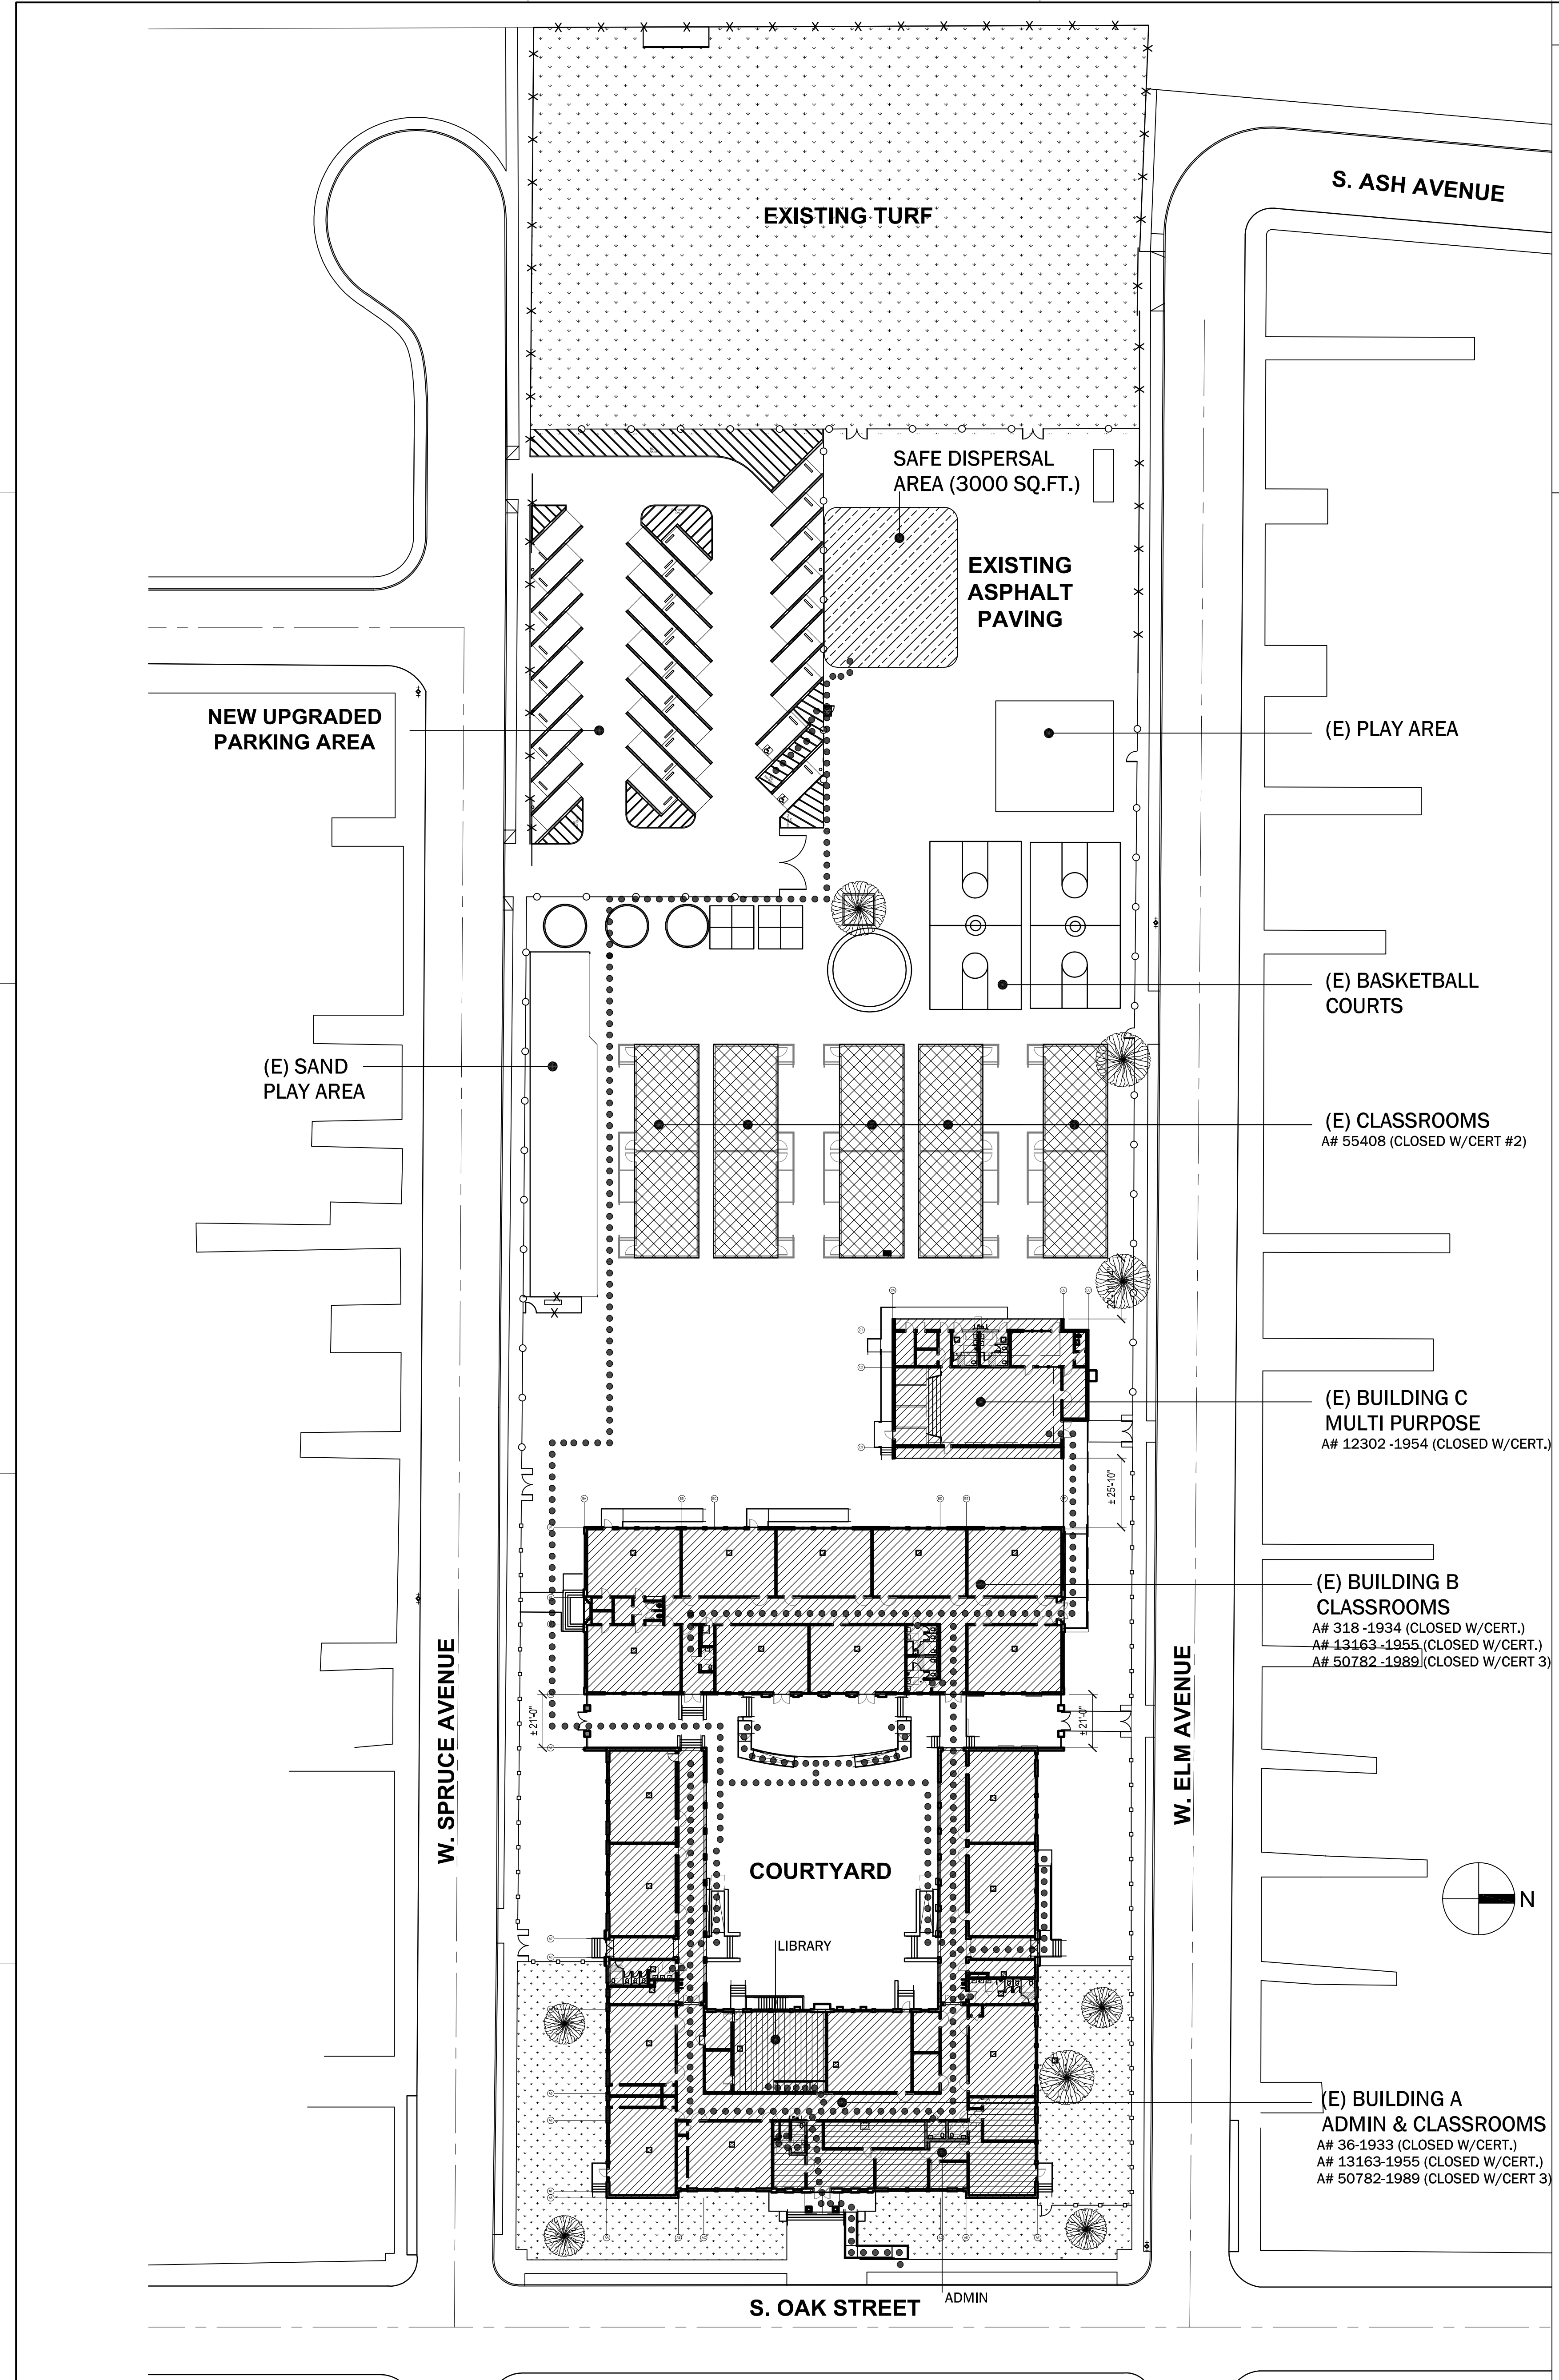 S. ASH AVENUE
EXISTING TURF
SAFE DISPERSAL
AREA (3000 SQ.FT.)
EXISTING
ASPHALT
PAVING
NEW UPGRADED
PARKING AREA
(E) PLAY AREA
(E) BASKETBALL
COURTS
(E) SAND
PLAY AREA
(E) CLASSROOMS
A# 55408 (CLOSED W/CERT #2)
(E) BUILDING C
MULTI PURPOSE
A# 12302 -1954 (CLOSED W/CERT.)
± 25'-10"
(E) BUILDING B
CLASSROOMS
A# 318 -1934 (CLOSED W/CERT.)
A# 13163 -1955 (CLOSED W/CERT.)
A# 50782 -1989 (CLOSED W/CERT 3)
W. SPRUCE AVENUE
± 21'-0"
± 21'-0"
W. ELM AVENUE
COURTYARD
N
LIBRARY
(E) BUILDING A
ADMIN & CLASSROOMS
A# 36-1933 (CLOSED W/CERT.)
A# 13163-1955 (CLOSED W/CERT.)
A# 50782-1989 (CLOSED W/CERT 3)
ADMIN
S. OAK STREET